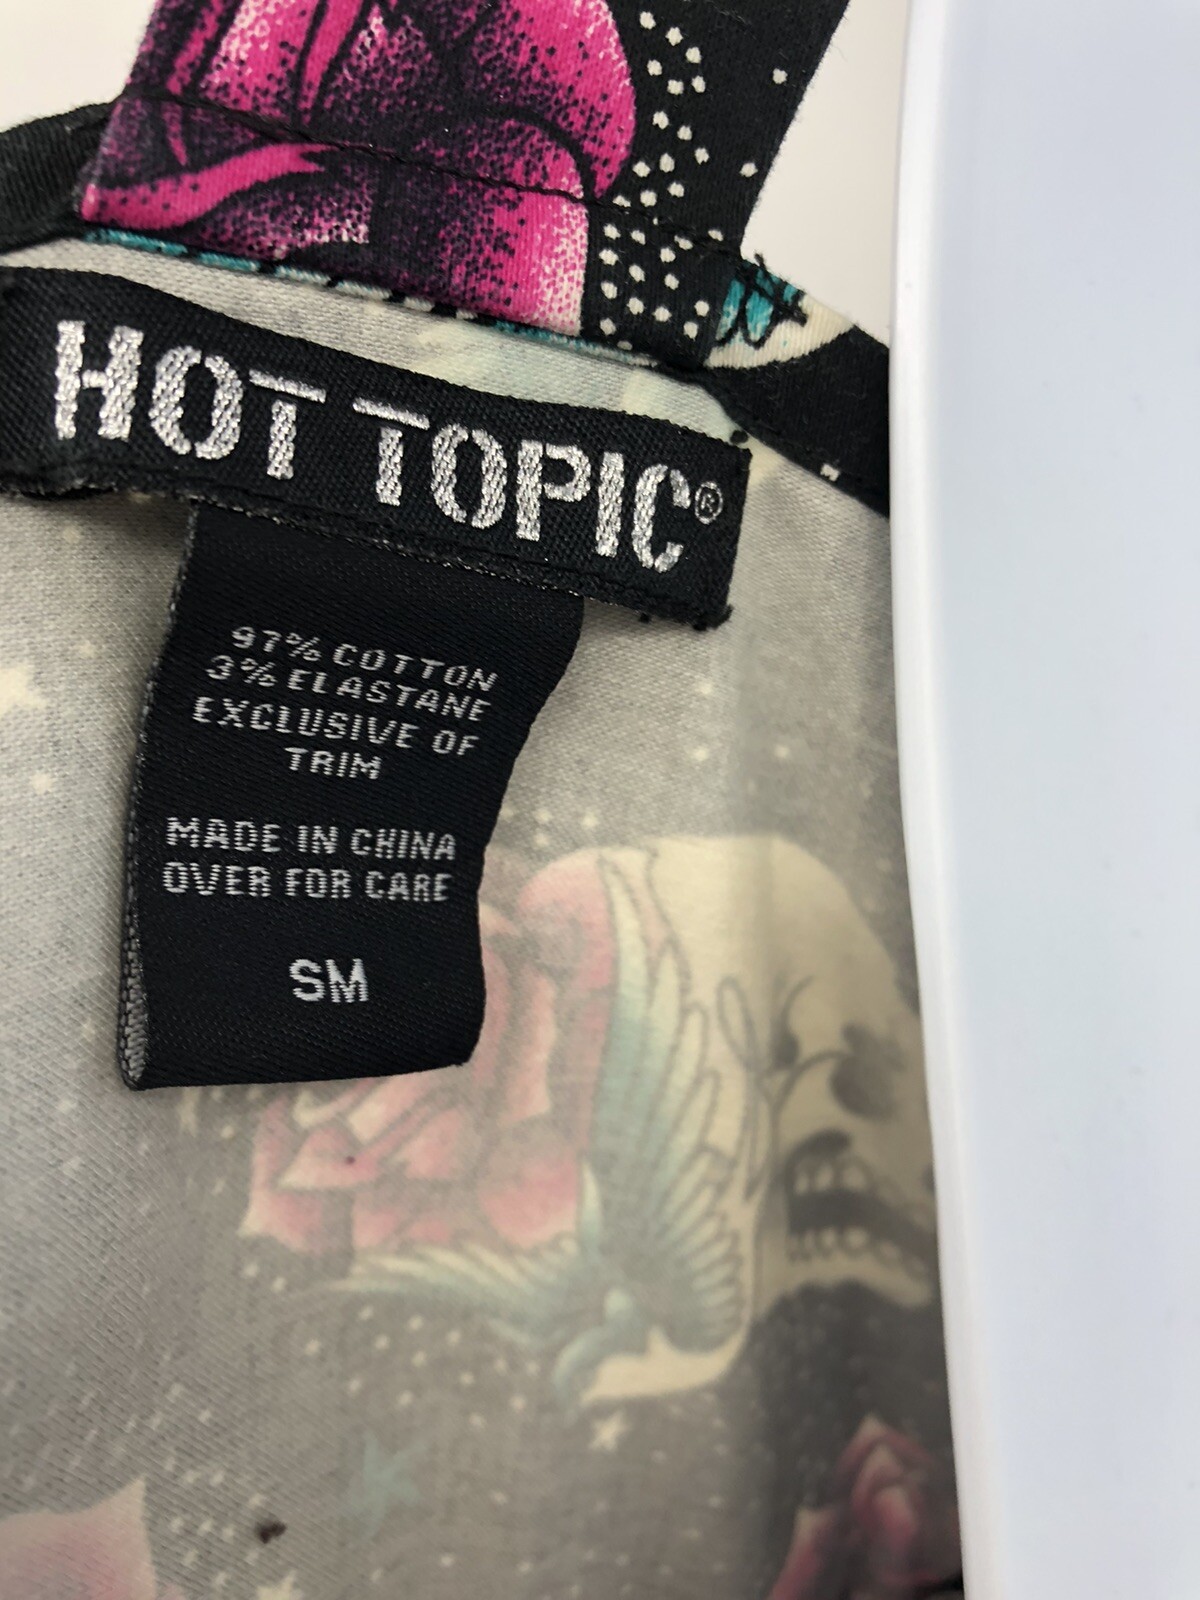 HOT TOPIC®
97% COTTON
3% ELASTANE
EXCLUSIVE OF
TRIM
MADE IN CHINA
OVER FOR CARE
SM